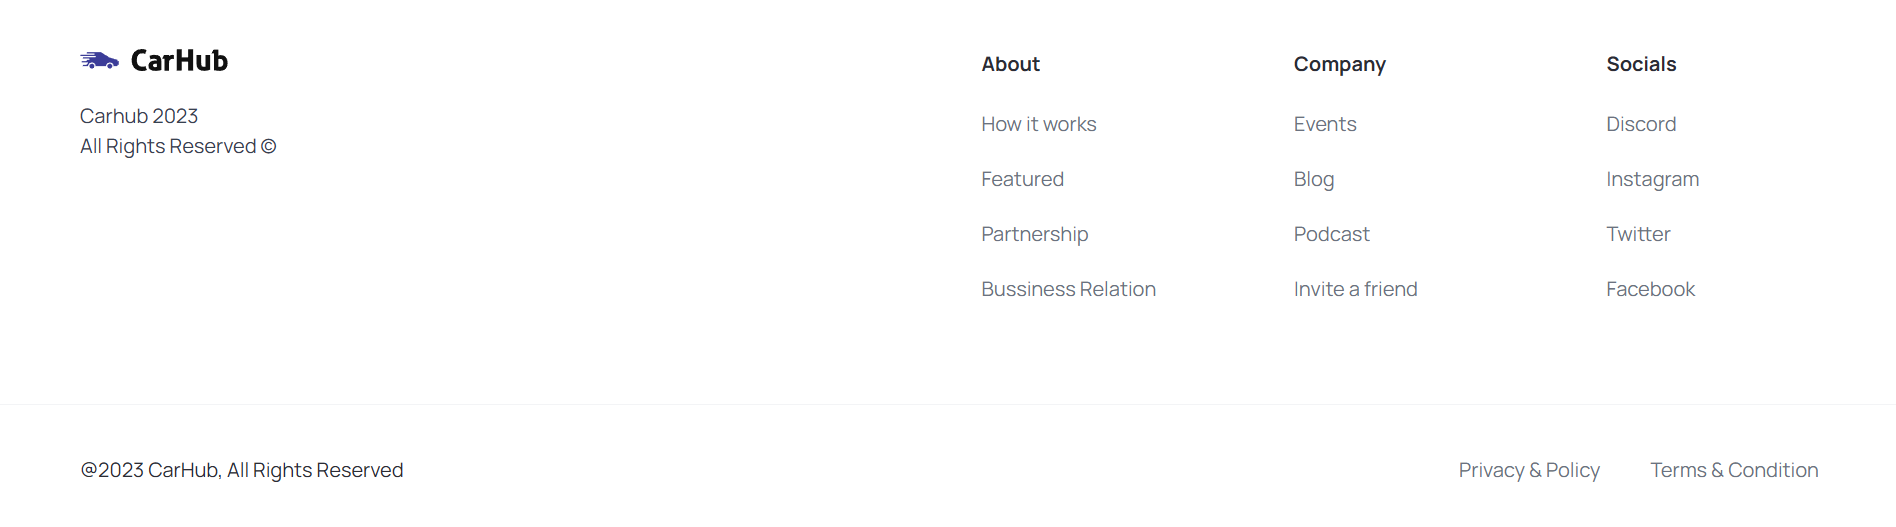 CarHub
Carhub 2023
All Rights Reserved ©
About
How it works
Featured
Partnership
Bussiness Relation
Company
Events
Blog
Podcast
Invite a friend
Socials
Discord
Instagram
Twitter
Facebook
@2023 CarHub, All Rights Reserved
Privacy & Policy
Terms & Condition